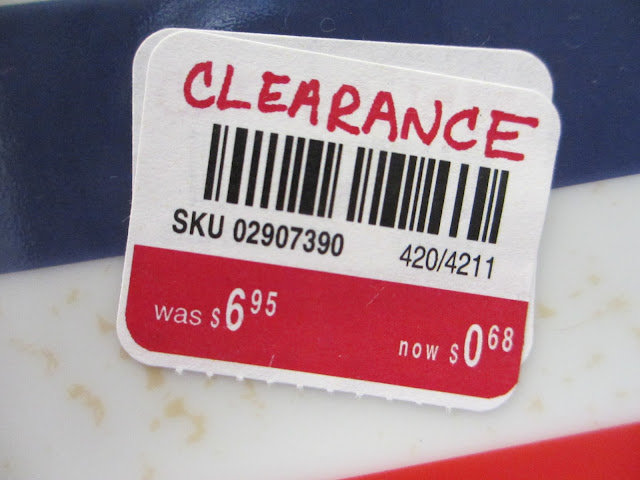 CLEARANCE
SKU 02907390 420/4211
was $6.95
now $0.68